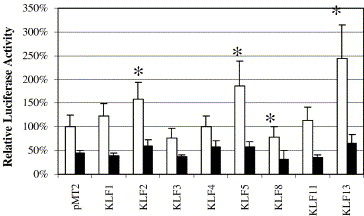 Relative Luciferase Activity
350%
300%
250%
200%
150%
100%
50%
0%
*
*
*
*
pMT2
KLF1
KLF2
KLF3
KLF4
KLF5
KLF8
KLF11
KLF13